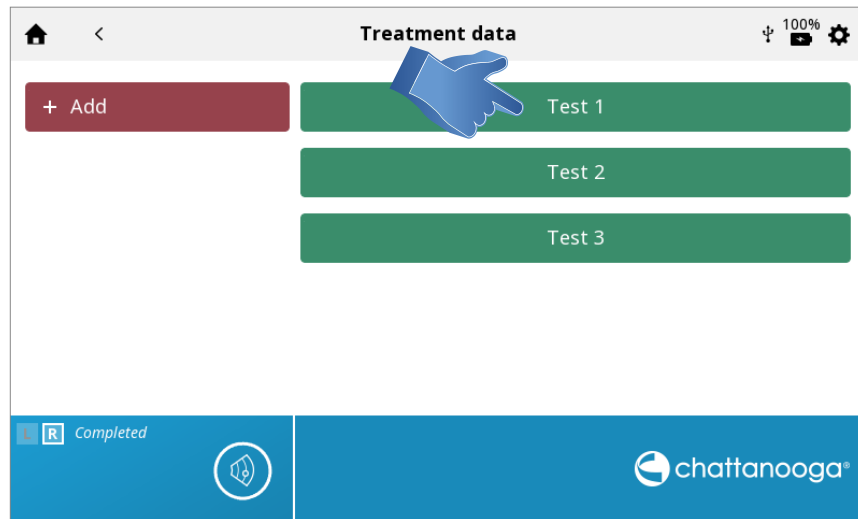 Treatment data
100%
+ Add
Test 1
Test 2
Test 3
L R Completed
chattanooga®